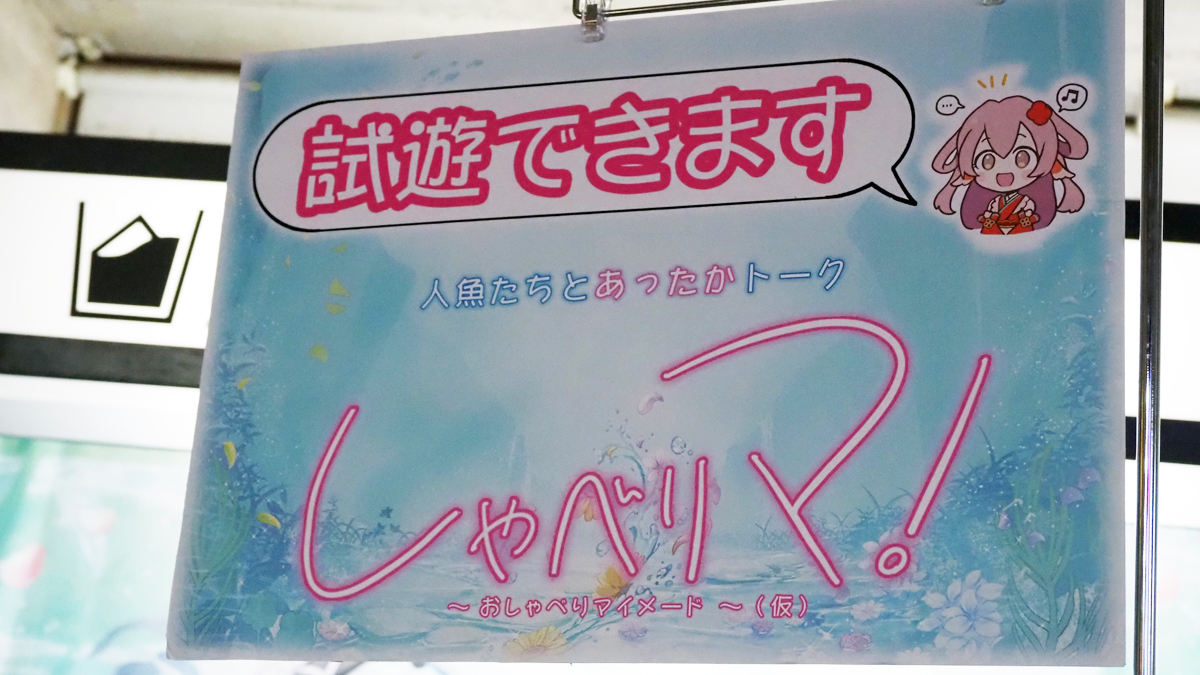 試遊できます
人魚たちとあったかトーク
しゃべりマ!
～ おしゃべりマイメード ～(仮)